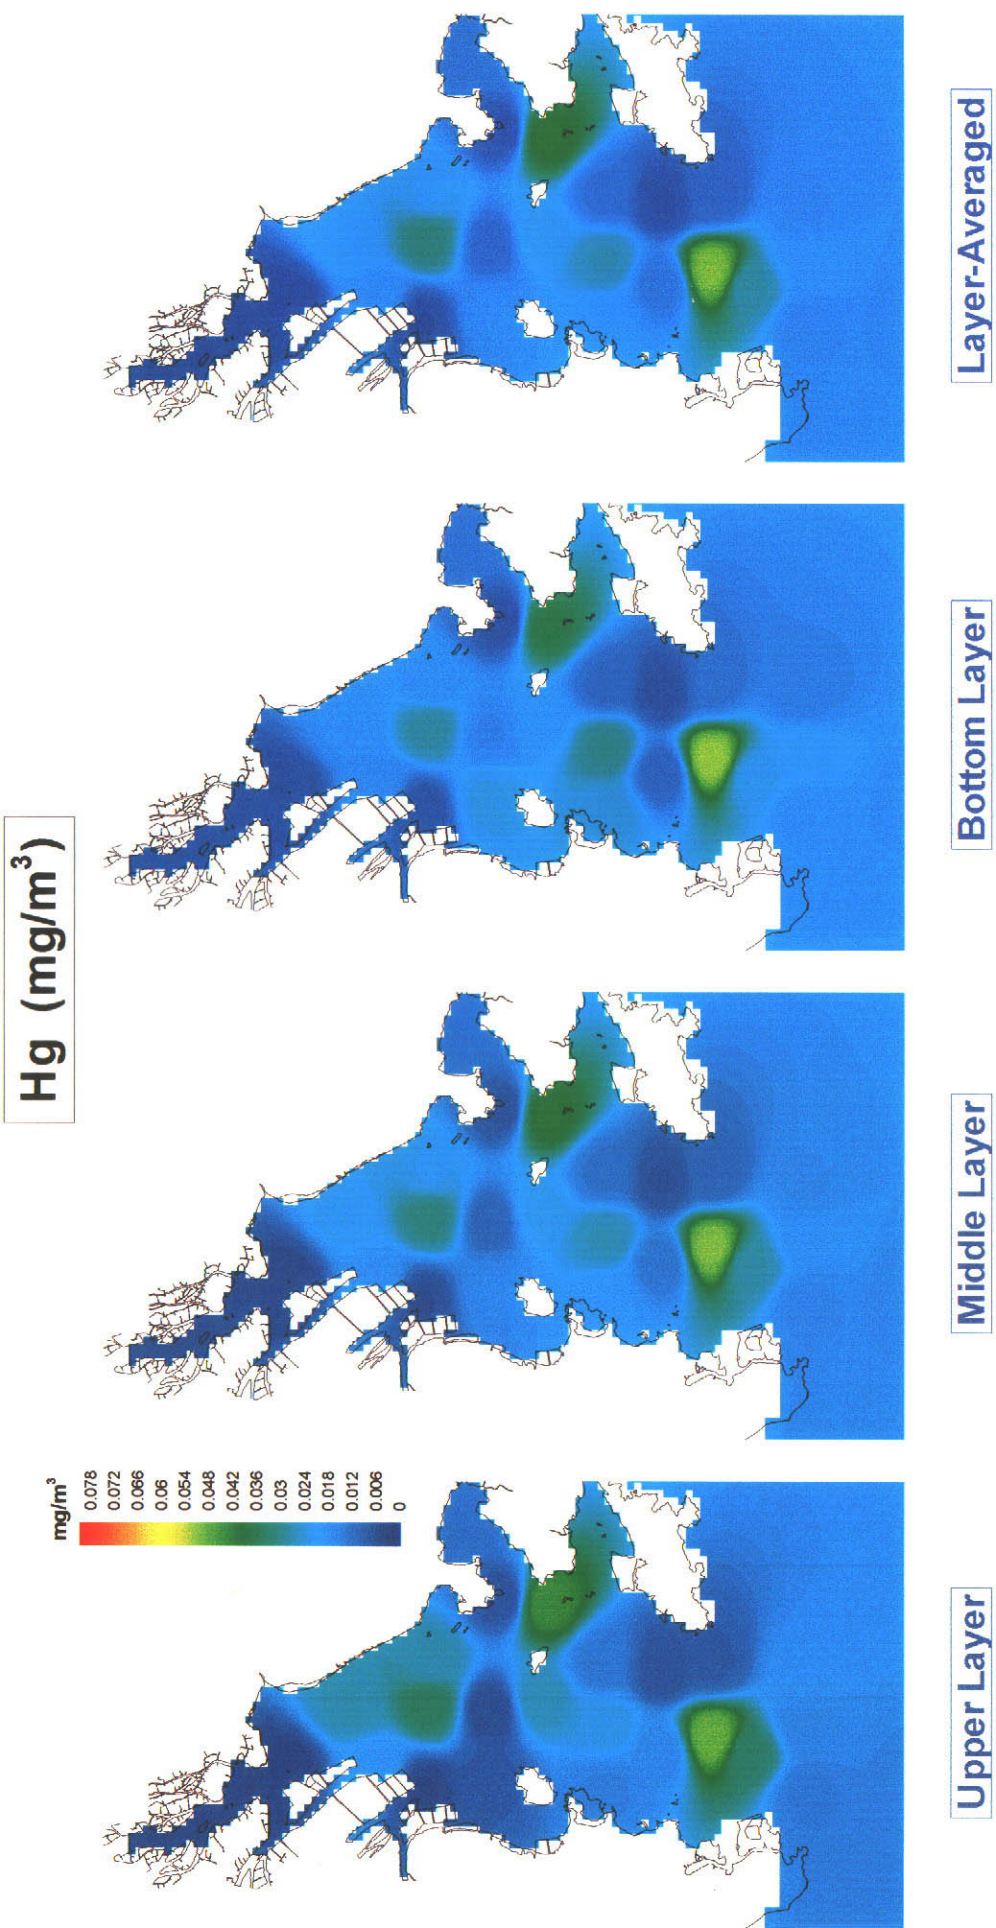 Hg (mg/m³)
mg/m³
0.078
0.072
0.066
0.06
0.054
0.048
0.042
0.036
0.03
0.024
0.018
0.012
0.006
0
Upper Layer
Middle Layer
Bottom Layer
Layer-Averaged